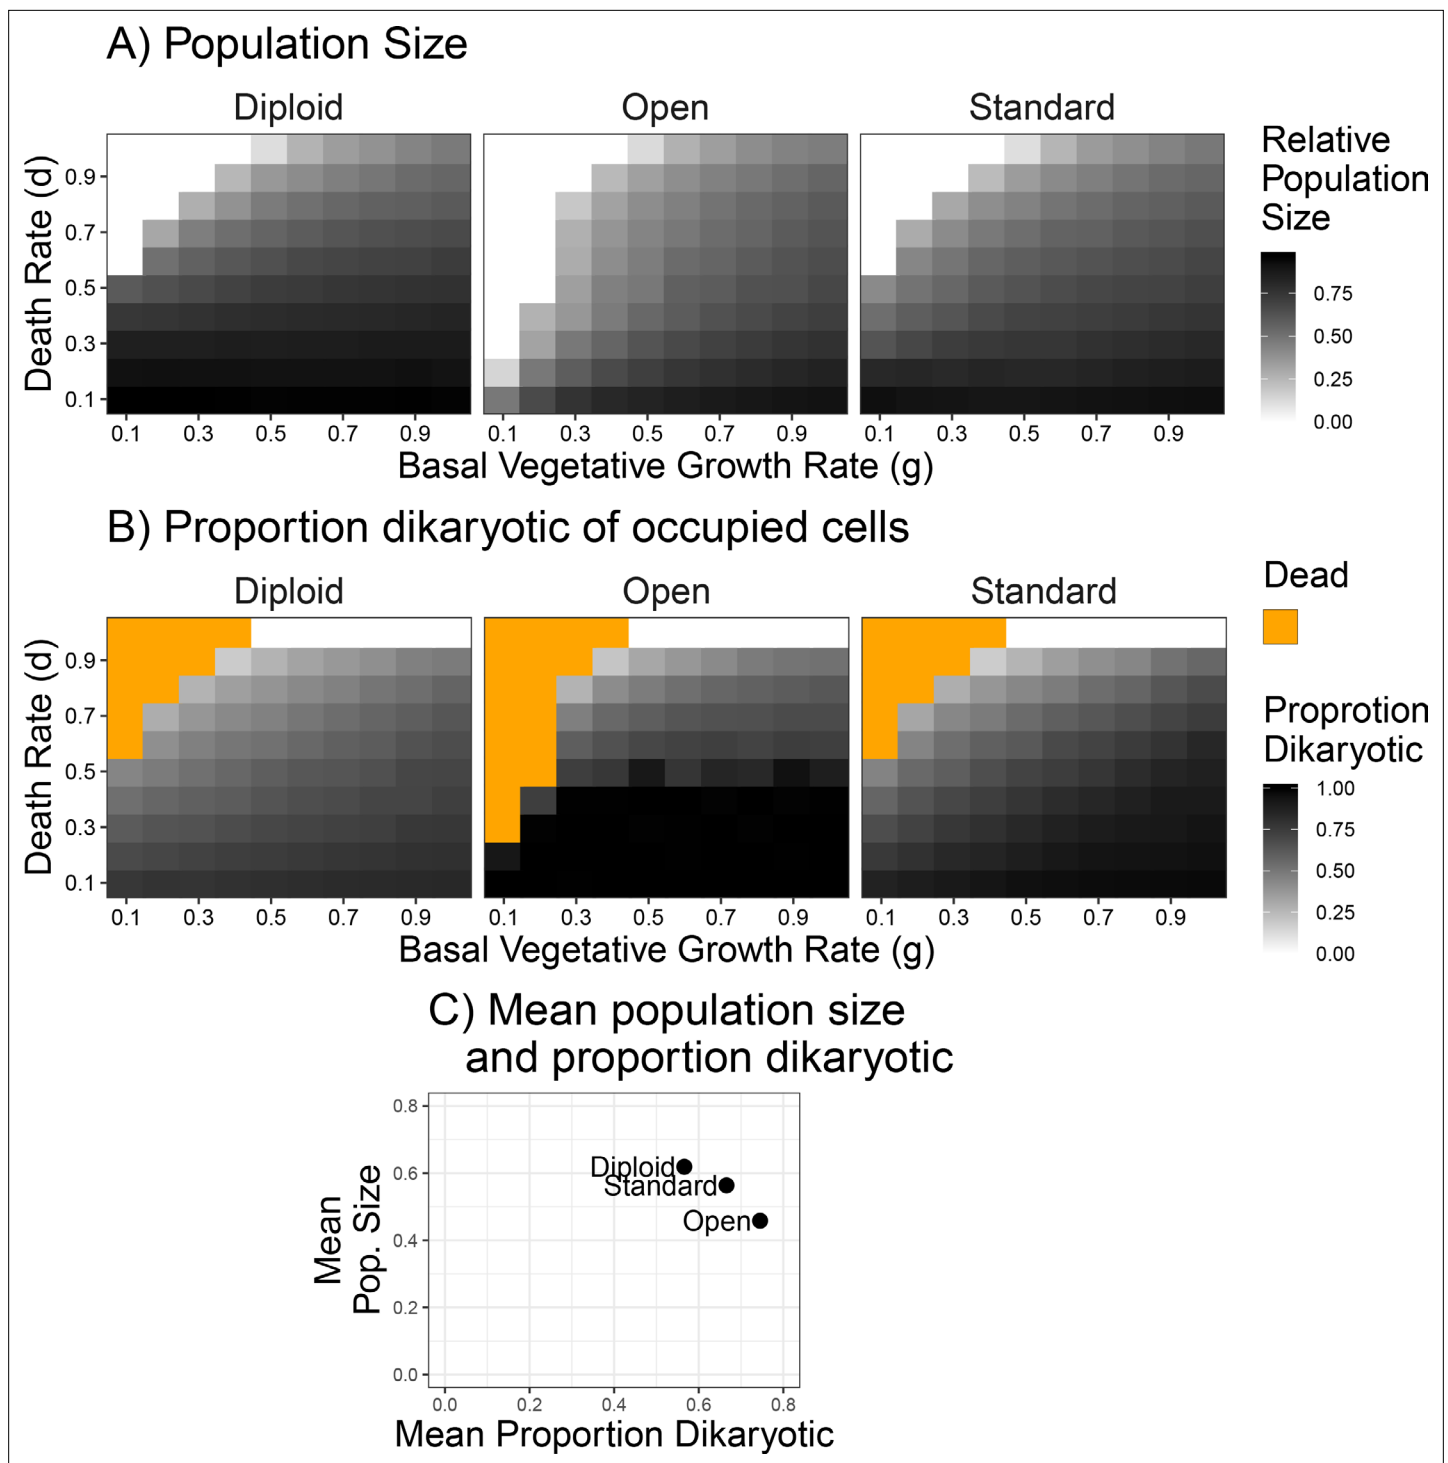 A) Population Size
Diploid
Open
Standard
Death Rate (d)
0.9
0.7
0.5
0.3
0.1
0.1 0.3 0.5 0.7 0.9
0.1 0.3 0.5 0.7 0.9
0.1 0.3 0.5 0.7 0.9
Basal Vegetative Growth Rate (g)
Relative
Population
Size
0.75
0.50
0.25
0.00
B) Proportion dikaryotic of occupied cells
Diploid
Open
Standard
Death Rate (d)
0.9
0.7
0.5
0.3
0.1
0.1 0.3 0.5 0.7 0.9
0.1 0.3 0.5 0.7 0.9
0.1 0.3 0.5 0.7 0.9
Basal Vegetative Growth Rate (g)
Dead
Proprotion
Dikaryotic
1.00
0.75
0.50
0.25
0.00
C) Mean population size
and proportion dikaryotic
Mean
Pop. Size
0.8
0.6
0.4
0.2
0.0
Diploid
Standard
Open
0.0 0.2 0.4 0.6 0.8
Mean Proportion Dikaryotic